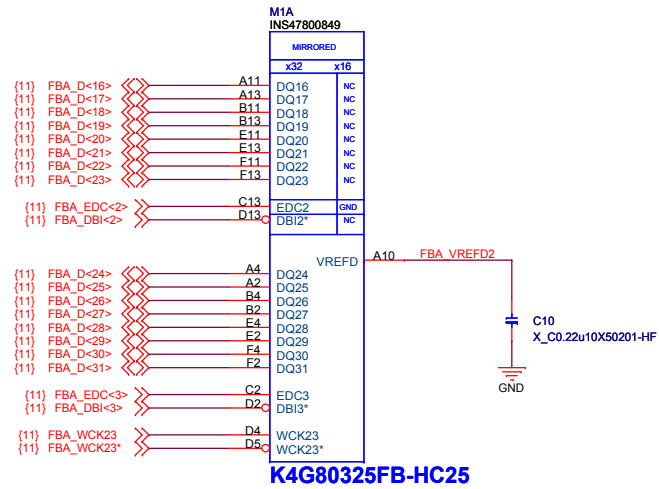 M1A
INS47800849
MIRRORED
x32 x16
{11} FBA_D<16> A11 DQ16 NC
{11} FBA_D<17> A13 DQ17 NC
{11} FBA_D<18> B11 DQ18 NC
{11} FBA_D<19> B13 DQ19 NC
{11} FBA_D<20> E11 DQ20 NC
{11} FBA_D<21> E13 DQ21 NC
{11} FBA_D<22> F11 DQ22 NC
{11} FBA_D<23> F13 DQ23 NC
{11} FBA_EDC<2> C13 EDC2 GND
{11} FBA_DBI<2> D13 DBI2* NC
VREFD A10 FBA_VREFD2
{11} FBA_D<24> A4 DQ24
{11} FBA_D<25> A2 DQ25
{11} FBA_D<26> B4 DQ26
{11} FBA_D<27> B2 DQ27
{11} FBA_D<28> E4 DQ28
{11} FBA_D<29> E2 DQ29
{11} FBA_D<30> F4 DQ30
{11} FBA_D<31> F2 DQ31
C10
X_C0.22u10X50201-HF
GND
{11} FBA_EDC<3> C2 EDC3
{11} FBA_DBI<3> D2 DBI3*
{11} FBA_WCK23 D4 WCK23
{11} FBA_WCK23* D5 WCK23*
K4G80325FB-HC25